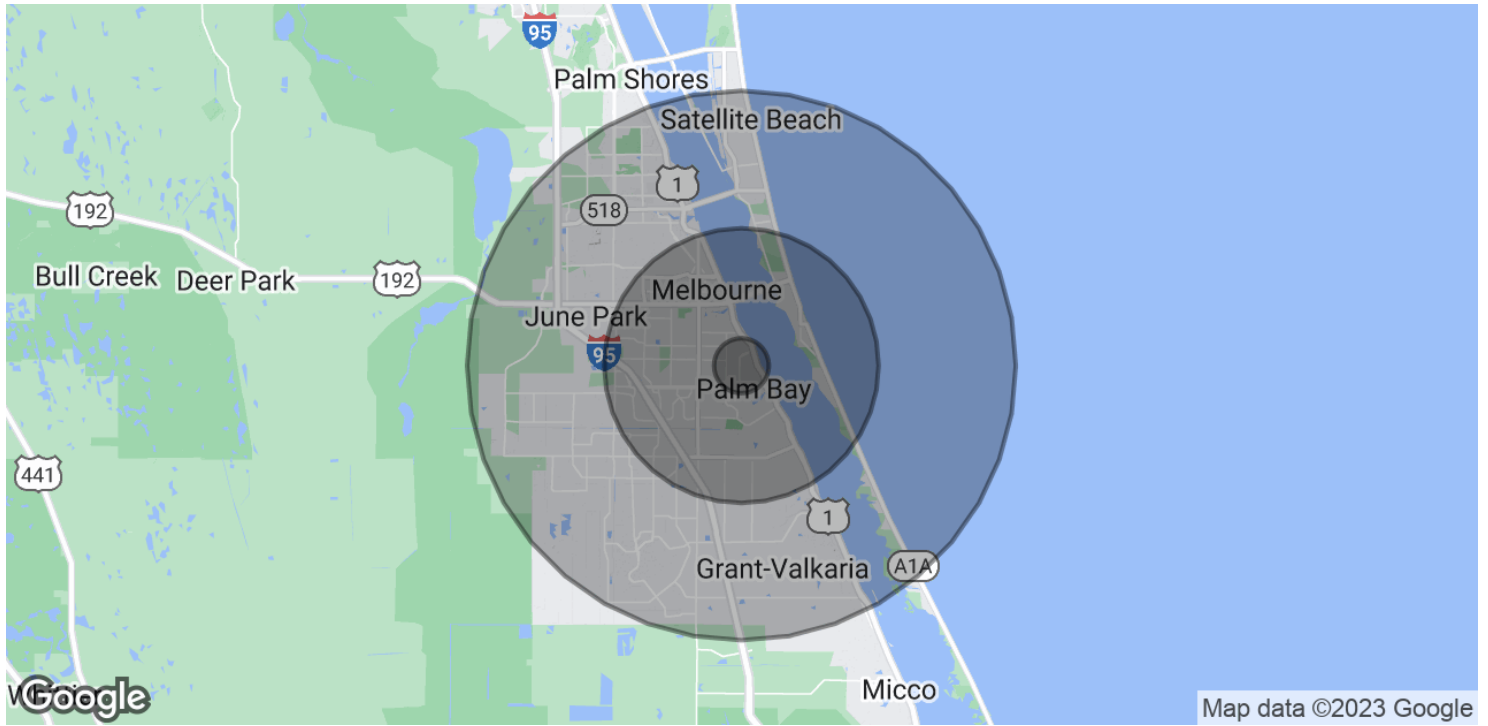 95
Palm Shores
Satellite Beach
1
518
192
Bull Creek
Deer Park
192
Melbourne
June Park
95
Palm Bay
441
1
Grant-Valkaria
A1A
Micco
Google
Map data ©2023 Google